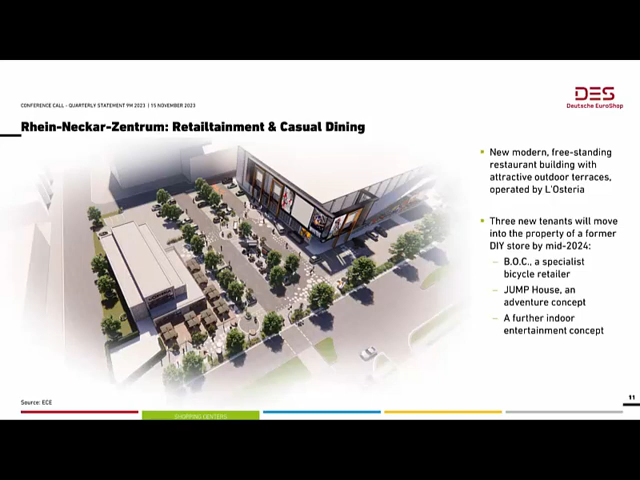 DES
Deutsche EuroShop
CONFERENCE CALL - QUARTERLY STATEMENT 9M 2023 | 15 NOVEMBER 2023
Rhein-Neckar-Zentrum: Retailtainment & Casual Dining
• New modern, free-standing
restaurant building with
attractive outdoor terraces,
operated by L'Osteria
• Three new tenants will move
into the property of a former
DIY store by mid-2024:
– B.O.C., a specialist
bicycle retailer
– JUMP House, an
adventure concept
– A further indoor
entertainment concept
Source: ECE
11
SHOPPING CENTERS